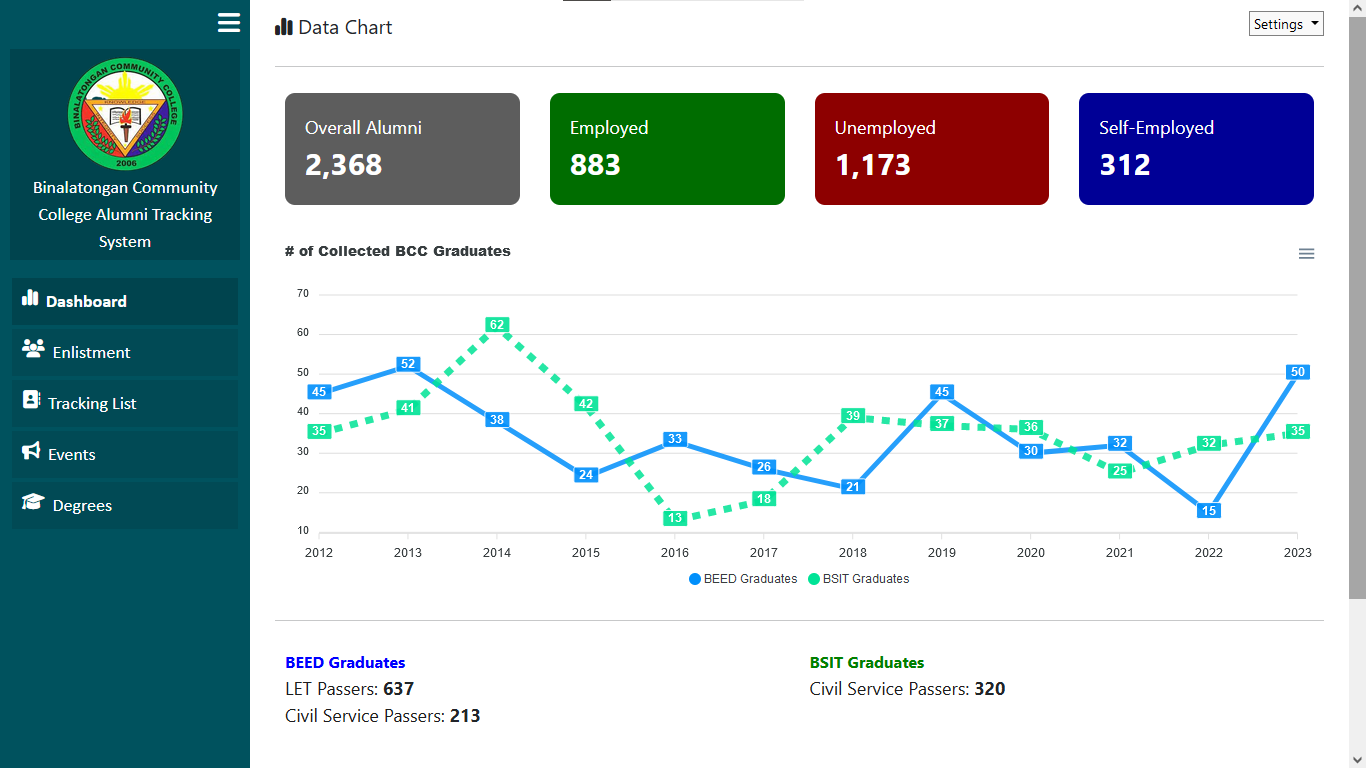 Data Chart
Settings
BINALATONGAN COMMUNITY COLLEGE
KNOWLEDGE
2006
Binalatongan Community
College Alumni Tracking
System
Dashboard
Enlistment
Tracking List
Events
Degrees
Overall Alumni
2,368
Employed
883
Unemployed
1,173
Self-Employed
312
# of Collected BCC Graduates
70
60
50
40
30
20
10
45 52 38 24 33 26 21 45 30 32 15 50
35 41 62 42 13 18 39 37 36 25 32 35
2012 2013 2014 2015 2016 2017 2018 2019 2020 2021 2022 2023
BEED Graduates BSIT Graduates
BEED Graduates
LET Passers: 637
Civil Service Passers: 213
BSIT Graduates
Civil Service Passers: 320